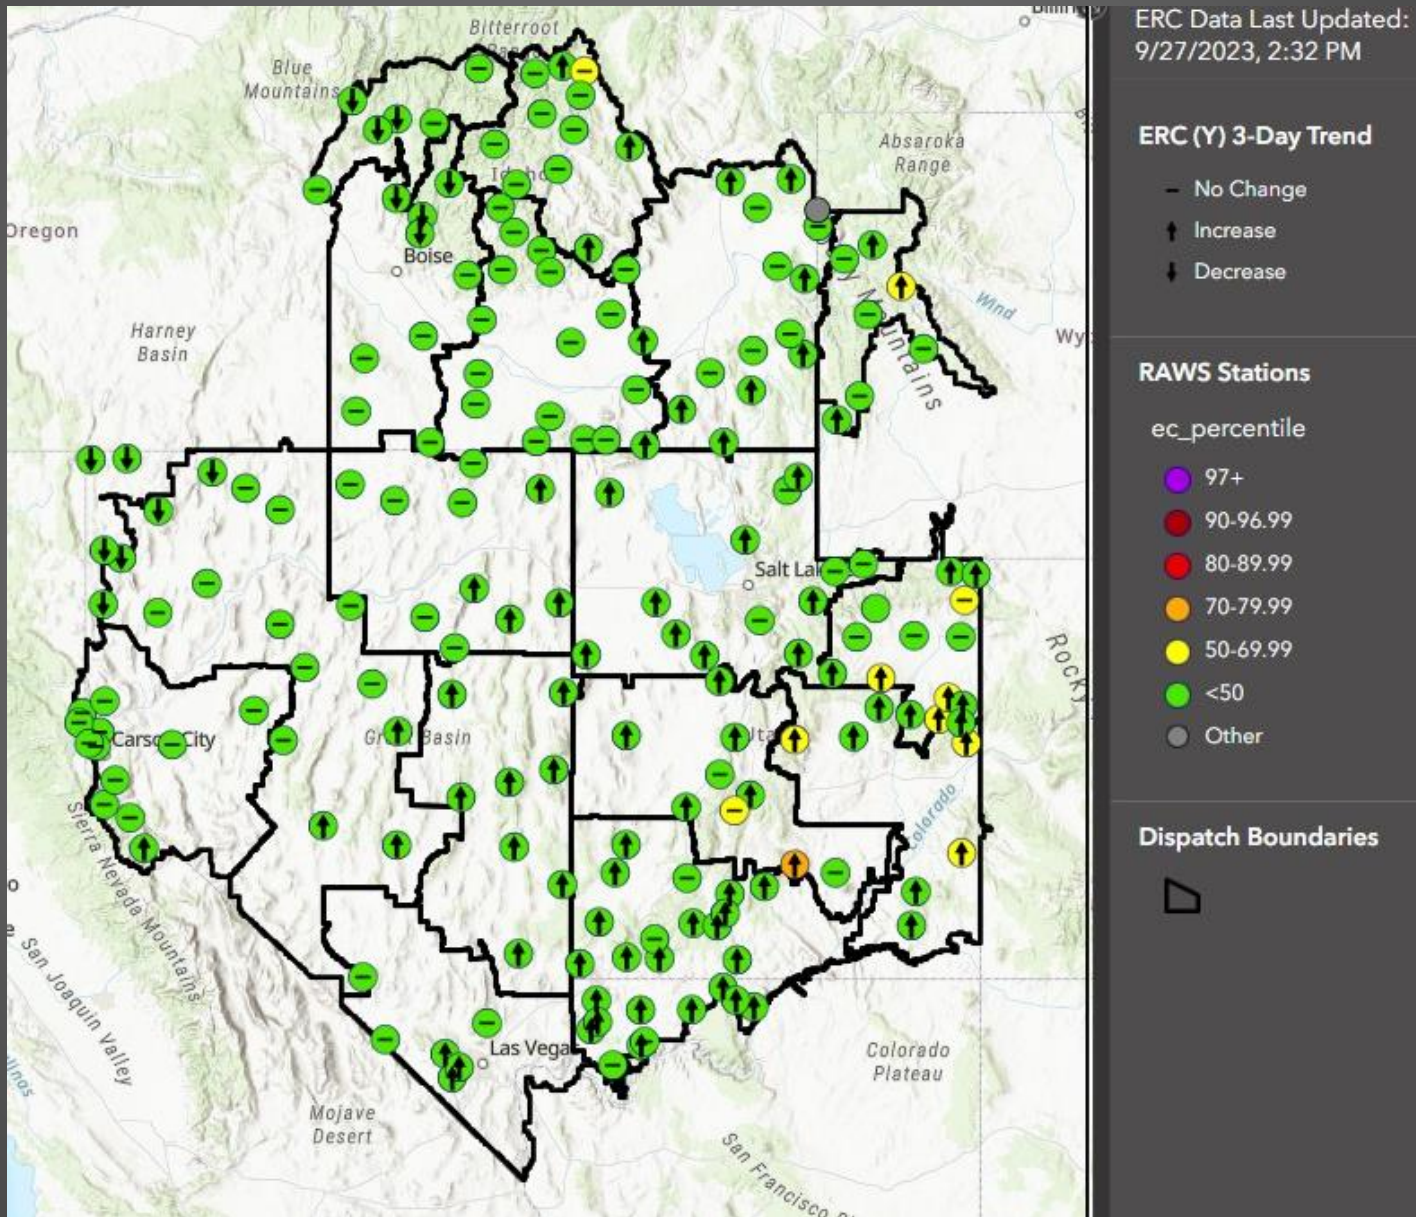 ERC Data Last Updated:
9/27/2023, 2:32 PM
ERC (Y) 3-Day Trend
No Change
Increase
Decrease
RAWS Stations
ec_percentile
97+
90-96.99
80-89.99
70-79.99
50-69.99
<50
Other
Dispatch Boundaries
Bitterroot
Blue
Mountains
Absaroka
Range
Idaho
Oregon
Boise
Wind
Harney
Basin
Mountains
Salt Lak
Rocky
Carson City
Great Basin
Colorado
Sierra Nevada Mountains
San Joaquin Valley
Las Vega
Colorado
Plateau
Mojave
Desert
San Francisco